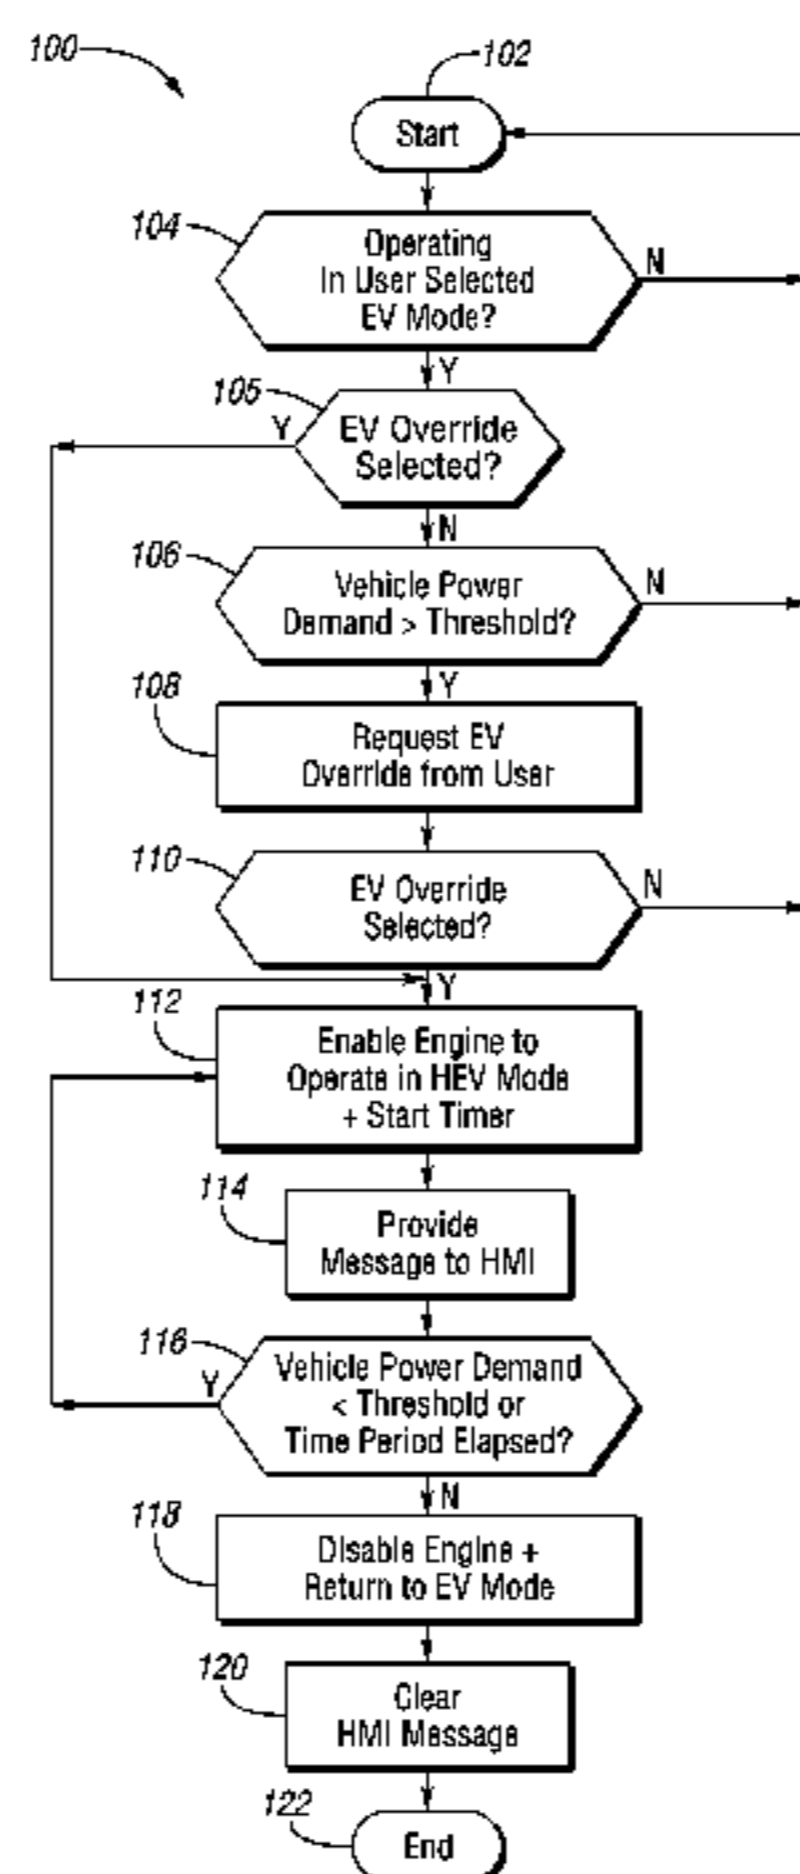 100
102
Start
104
Operating
In User Selected
EV Mode?
N
Y
105
Y
EV Override
Selected?
N
106
Vehicle Power
Demand > Threshold?
N
Y
108
Request EV
Override from User
110
EV Override
Selected?
N
Y
112
Enable Engine to
Operate in HEV Mode
+ Start Timer
114
Provide
Message to HMI
116
Y
Vehicle Power Demand
< Threshold or
Time Period Elapsed?
N
118
Disable Engine +
Return to EV Mode
120
Clear
HMI Message
122
End